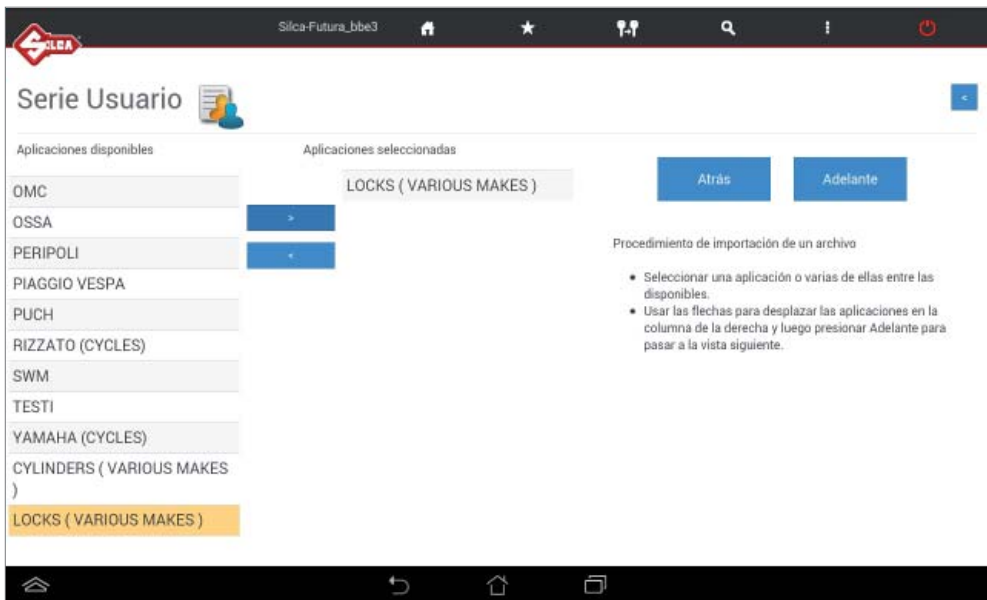 Silca-Futura_bbe3
SILCA
Serie Usuario
<
Aplicaciones disponibles
Aplicaciones seleccionadas
OMC
OSSA
PERIPOLI
PIAGGIO VESPA
PUCH
RIZZATO (CYCLES)
SWM
TESTI
YAMAHA (CYCLES)
CYLINDERS ( VARIOUS MAKES
)
LOCKS ( VARIOUS MAKES )
>
<
LOCKS ( VARIOUS MAKES )
Atrás
Adelante
Procedimiento de importación de un archivo
• Seleccionar una aplicación o varias de ellas entre las
disponibles.
• Usar las flechas para desplazar las aplicaciones en la
columna de la derecha y luego presionar Adelante para
pasar a la vista siguiente.